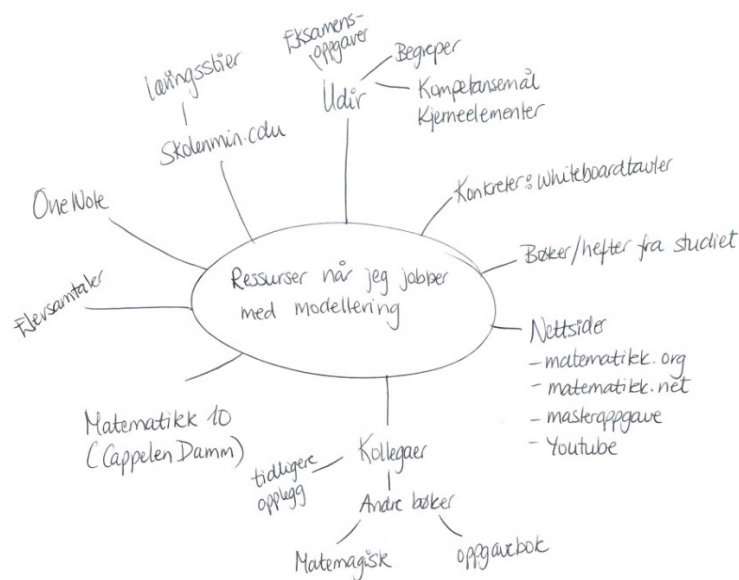 Ressurser når jeg jobber
med modellering
Eksamens-
oppgaver
Begreper
Udir
Kompetansemål
Kjerneelementer
læringsstier
Skolenmin.cdu
OneNote
Elevsamtaler
Matematikk 10
(Cappelen Damm)
Konkreter: Whiteboardtavler
Bøker/hefter fra studiet
Nettsider
- matematikk.org
- matematikk.net
- masteroppgave
- Youtube
Kollegaer
tidligere
opplegg
Andre bøker
Matemagisk
oppgavebok